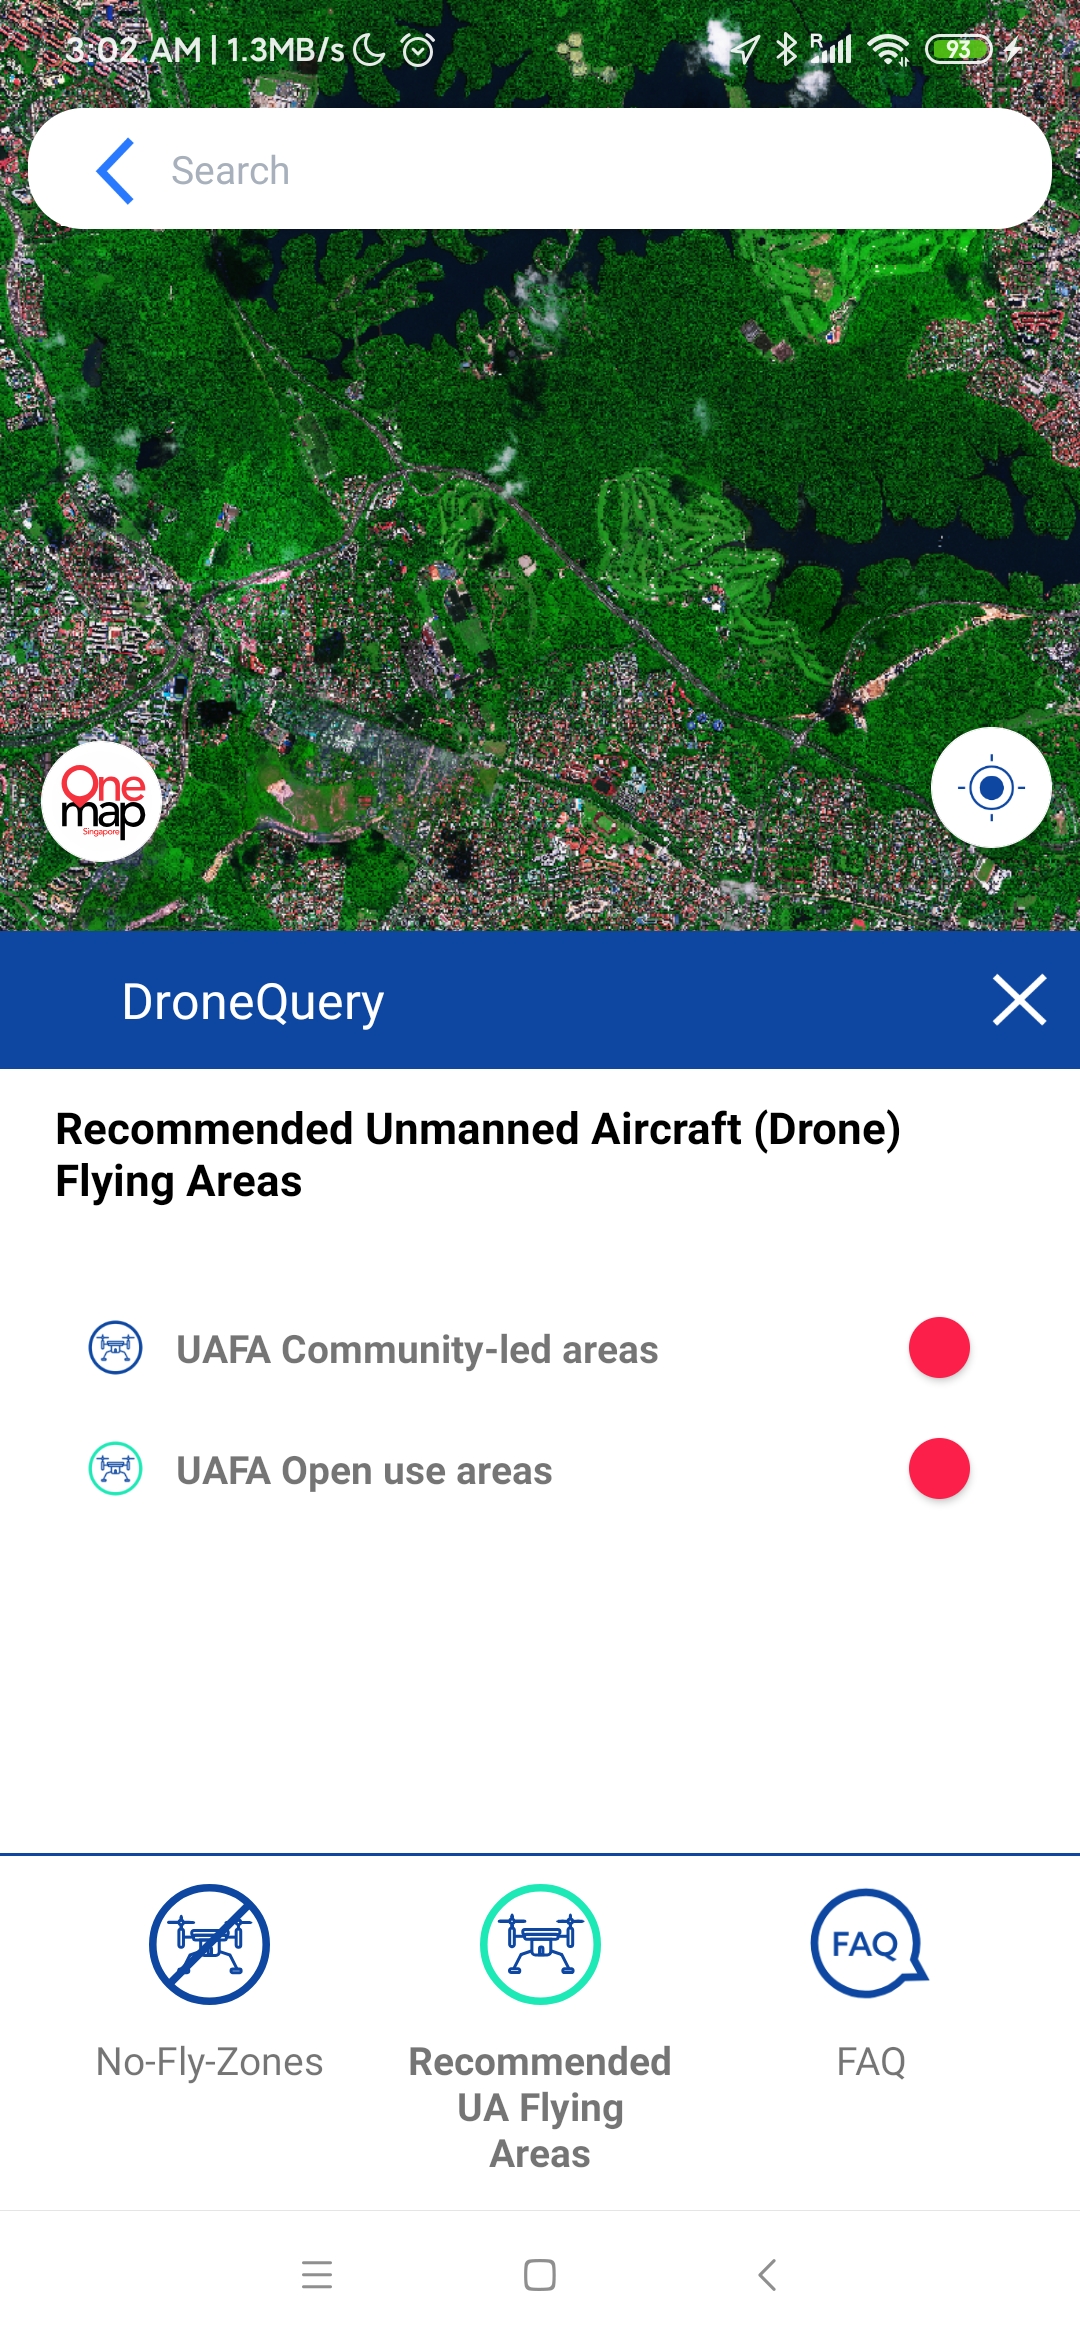 3:02 AM | 1.3MB/s
R
93
Search
One
map
Singapore
DroneQuery
Recommended Unmanned Aircraft (Drone)
Flying Areas
UAFA Community-led areas
UAFA Open use areas
FAQ
No-Fly-Zones
Recommended
UA Flying
Areas
FAQ